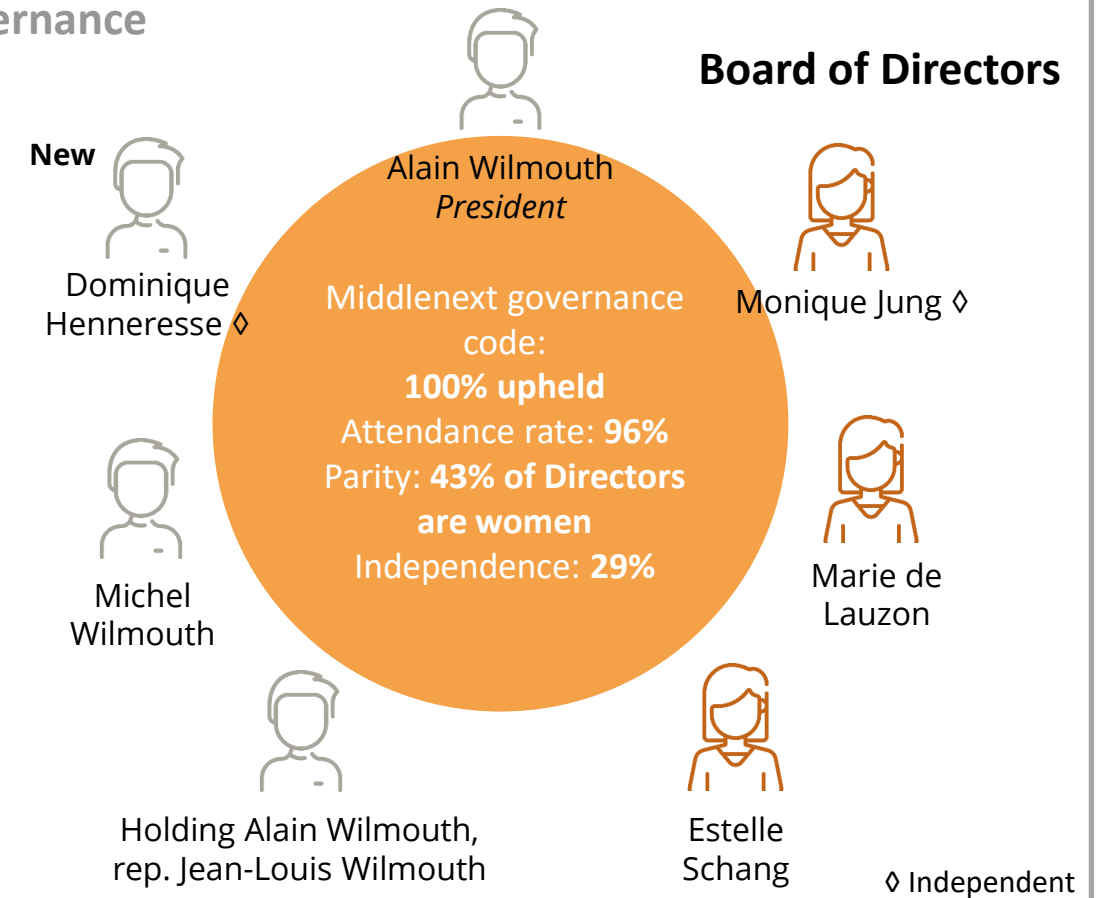 ernance
Board of Directors
New
Alain Wilmouth
President
Dominique
Henneresse ◊
Monique Jung ◊
Middlenext governance
code:
100% upheld
Attendance rate: 96%
Parity: 43% of Directors
are women
Independence: 29%
Michel
Wilmouth
Marie de
Lauzon
Holding Alain Wilmouth,
rep. Jean-Louis Wilmouth
Estelle
Schang
◊ Independent